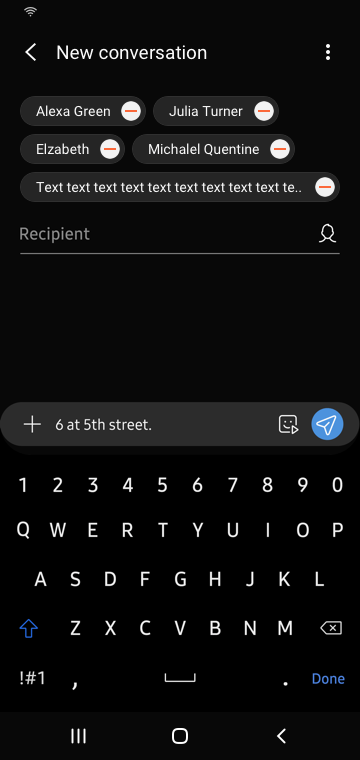 New conversation
Alexa Green
Julia Turner
Elzabeth
Michalel Quentine
Text text text text text text text text text te..
Recipient
6 at 5th street.
1 2 3 4 5 6 7 8 9 0
Q W E R T Y U I O P
A S D F G H J K L
Z X C V B N M
!#1 , . Done